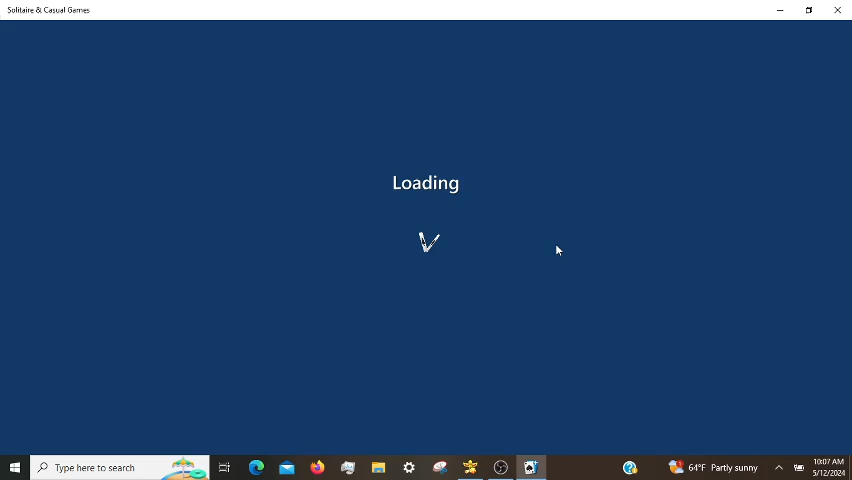 Solitaire & Casual Games
Loading
Type here to search
64°F Partly sunny
10:07 AM
5/12/2024